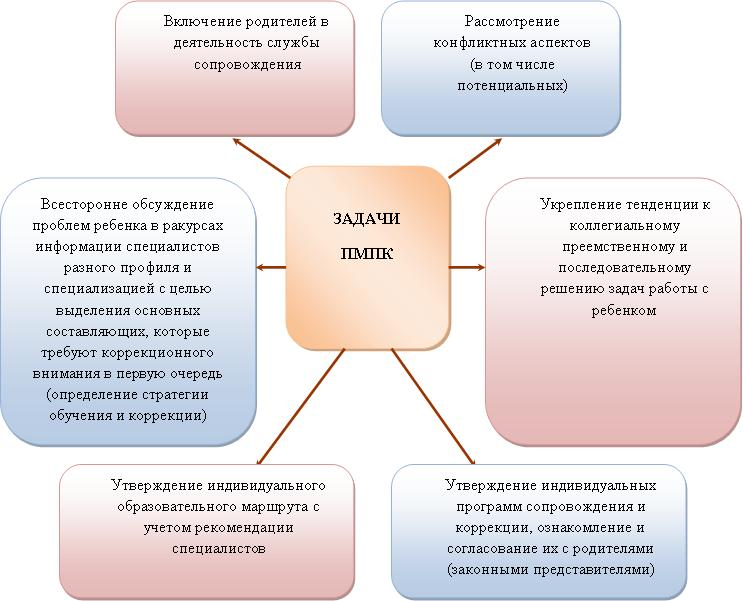 Включение родителей в
деятельность службы
сопровождения
Рассмотрение
конфликтных аспектов
(в том числе
потенциальных)
ЗАДАЧИ
ПМПК
Всесторонне обсуждение
проблем ребенка в ракурсах
информации специалистов
разного профиля и
специализацией с целью
выделения основных
составляющих, которые
требуют коррекционного
внимания в первую очередь
(определение стратегии
обучения и коррекции)
Укрепление тенденции к
коллегиальному
преемственному и
последовательному
решению задач работы с
ребенком
Утверждение индивидуального
образовательного маршрута с
учетом рекомендации
специалистов
Утверждение индивидуальных
программ сопровождения и
коррекции, ознакомление и
согласование их с родителями
(законными представителями)